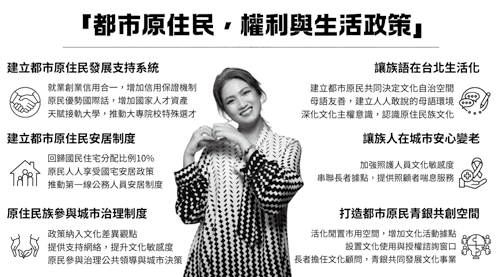 「都市原住民，權利與生活政策」
建立都市原住民發展支持系統
就業創業信用合一，增加信用保證機制
原民優勢國際話，增加國家人才資產
天賦接軌大學，推動大專院校特殊選才
建立都市原住民安居制度
回歸國民住宅分配比例10%
原民人人享受國宅安居政策
推動第一線公務人員安居制度
原住民族參與城市治理制度
政策納入文化差異觀點
提供支持網絡，提升文化敏感度
原民參與治理公共領導與城市決策
讓族語在台北生活化
建立都市原民共同決定文化自治空間
母語友善，建立人人敢說的母語環境
深化文化主權意識，認識原住民族文化
讓族人在城市安心變老
加強照護人員文化敏感度
串聯長者據點，提供照顧者喘息服務
打造都市原民青銀共創空間
活化閒置市用空間，增加文化活動據點
設置文化使用與授權諮詢窗口
長者擔任文化顧問，青銀共同發展文化事業